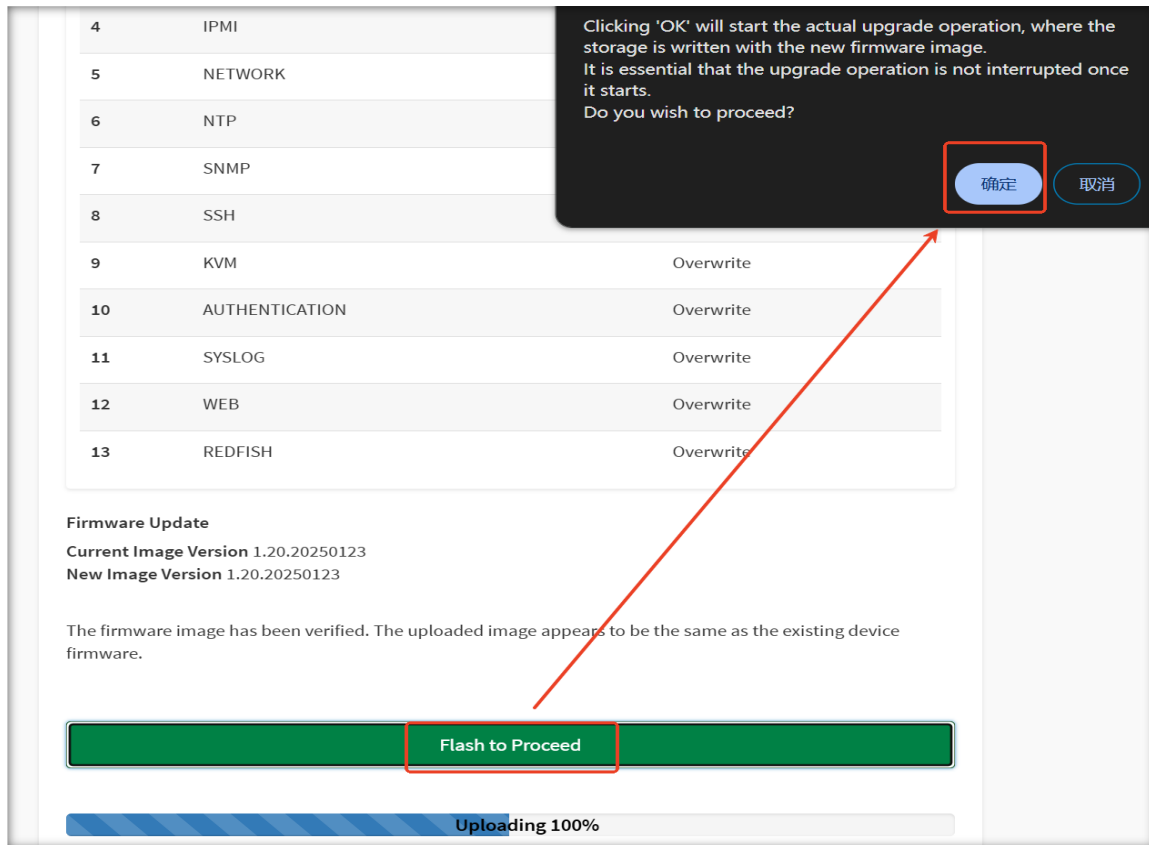 4 IPMI
5 NETWORK
6 NTP
7 SNMP
8 SSH
Clicking 'OK' will start the actual upgrade operation, where the
storage is written with the new firmware image.
It is essential that the upgrade operation is not interrupted once
it starts.
Do you wish to proceed?
确定 取消
9 KVM Overwrite
10 AUTHENTICATION Overwrite
11 SYSLOG Overwrite
12 WEB Overwrite
13 REDFISH Overwrite
Firmware Update
Current Image Version 1.20.20250123
New Image Version 1.20.20250123
The firmware image has been verified. The uploaded image appears to be the same as the existing device
firmware.
Flash to Proceed
Uploading 100%